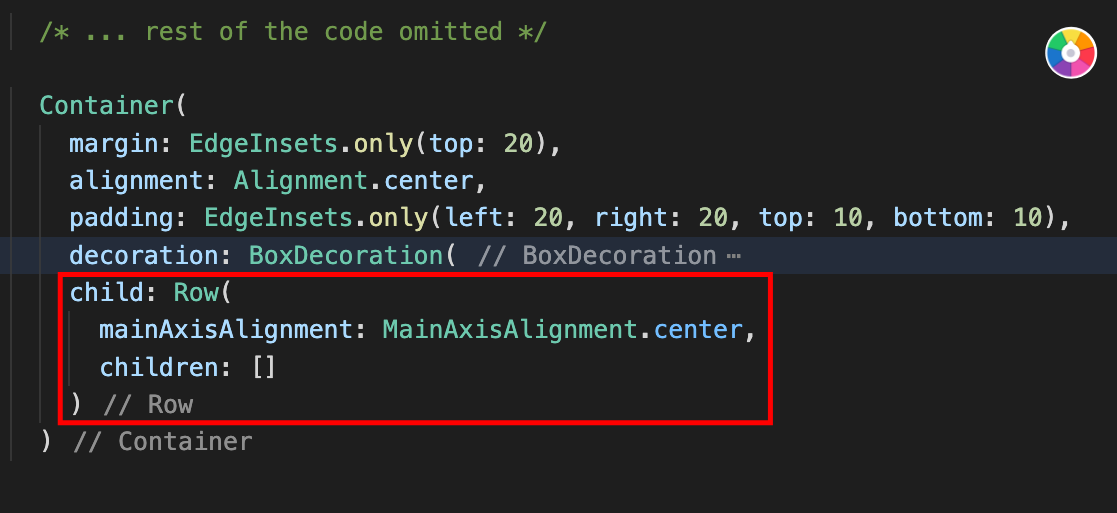 /* ... rest of the code omitted */
Container(
margin: EdgeInsets.only(top: 20),
alignment: Alignment.center,
padding: EdgeInsets.only(left: 20, right: 20, top: 10, bottom: 10),
decoration: BoxDecoration( // BoxDecoration ⋯
child: Row(
mainAxisAlignment: MainAxisAlignment.center,
children: []
) // Row
) // Container